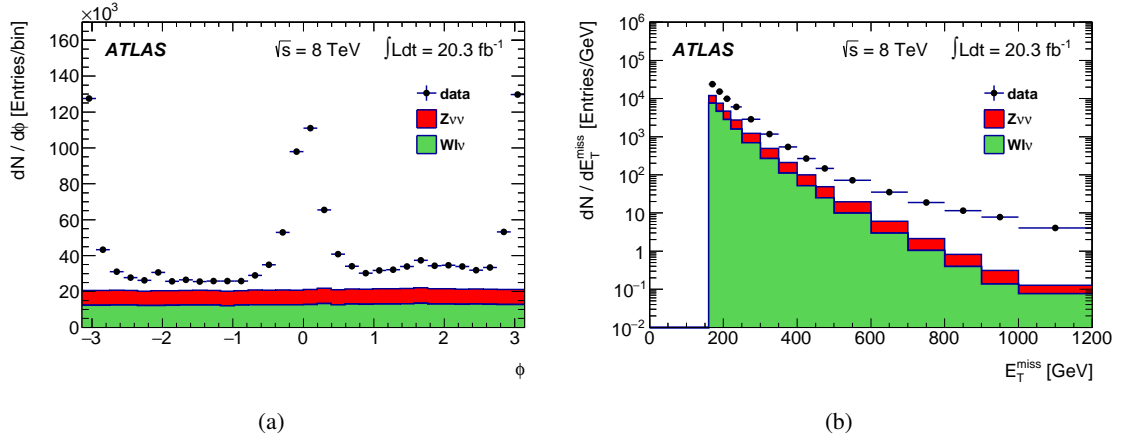 ×10³
160
140
120
100
80
60
40
20
0
dN / dϕ [Entries/bin]
ATLAS
√s = 8 TeV
∫Ldt = 20.3 fb⁻¹
data
Zνν
Wlν
−3 −2 −1 0 1 2 3
ϕ
(a)
10⁶
10⁵
10⁴
10³
10²
10
1
10⁻¹
10⁻²
dN / dE_T^miss [Entries/GeV]
ATLAS
√s = 8 TeV
∫Ldt = 20.3 fb⁻¹
data
Zνν
Wlν
0 200 400 600 800 1000 1200
E_T^miss [GeV]
(b)